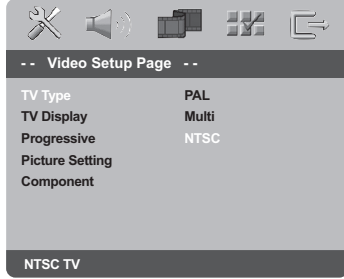 - - Video Setup Page - -
TV Type PAL
TV Display Multi
Progressive NTSC
Picture Setting
Component
NTSC TV